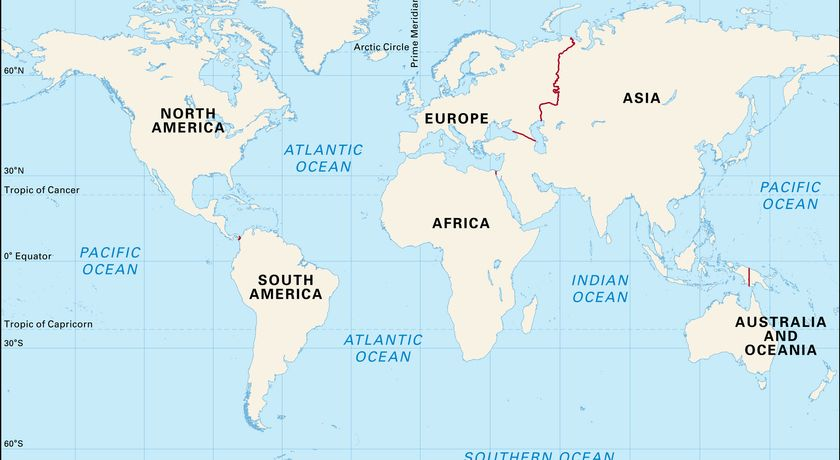 Arctic Circle
Prime Meridian
60°N
NORTH
AMERICA
EUROPE
ASIA
ATLANTIC
OCEAN
30°N
Tropic of Cancer
PACIFIC
OCEAN
AFRICA
0° Equator
PACIFIC
OCEAN
SOUTH
AMERICA
INDIAN
OCEAN
Tropic of Capricorn
30°S
ATLANTIC
OCEAN
AUSTRALIA
AND
OCEANIA
60°S
SOUTHERN OCEAN